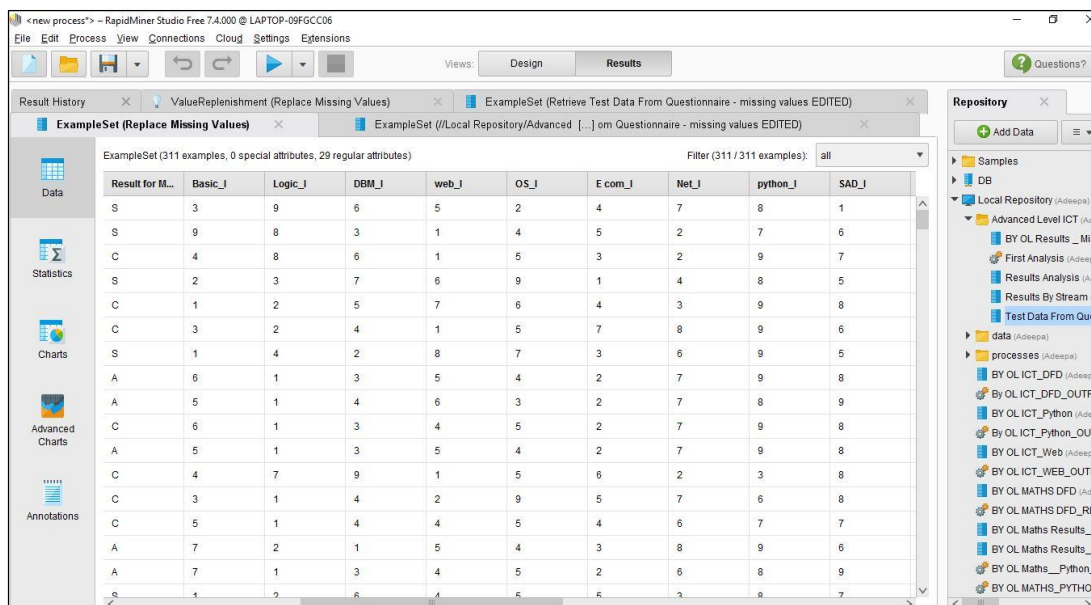 <new process*> – RapidMiner Studio Free 7.4.000 @ LAPTOP-09FGCC06
File Edit Process View Connections Cloud Settings Extensions
Views: Design Results Questions?
Result History ValueReplenishment (Replace Missing Values) ExampleSet (Retrieve Test Data From Questionnaire - missing values EDITED)
ExampleSet (Replace Missing Values) ExampleSet (//Local Repository/Advanced [...] om Questionnaire - missing values EDITED)
ExampleSet (311 examples, 0 special attributes, 29 regular attributes) Filter (311 / 311 examples): all
Data
Statistics
Charts
Advanced Charts
Annotations
Result for M... Basic_I Logic_I DBM_I web_I OS_I E com_I Net_I python_I SAD_I
S 3 9 6 5 2 4 7 8 1
S 9 8 3 1 4 5 2 7 6
C 4 8 6 1 5 3 2 9 7
S 2 3 7 6 9 1 4 8 5
C 1 2 5 7 6 4 3 9 8
C 3 2 4 1 5 7 8 9 6
S 1 4 2 8 7 3 6 9 5
A 6 1 3 5 4 2 7 9 8
A 5 1 4 6 3 2 7 8 9
C 6 1 3 4 5 2 7 9 8
A 5 1 3 5 4 2 7 9 8
C 4 7 9 1 5 6 2 3 8
C 3 1 4 2 9 5 7 6 8
C 5 1 4 4 5 4 6 7 7
A 7 2 1 5 4 3 8 9 6
A 7 1 3 4 5 2 6 8 9
S 1 2 6 4 5 5 3 8 7
Repository
Add Data
Samples
DB
Local Repository (Adeepa)
Advanced Level ICT (Ad
BY OL Results _ Mi
First Analysis (Adeep
Results Analysis (A
Results By Stream
Test Data From Que
data (Adeepa)
processes (Adeepa)
BY OL ICT_DFD (Adeep
By OL ICT_DFD_OUTP
BY OL ICT_Python (Ade
By OL ICT_Python_OU
BY OL ICT_Web (Adeep
BY OL ICT_WEB_OUT
BY OL MATHS DFD (Ad
BY OL MATHS DFD_RE
BY OL Maths Results_
BY OL Maths Results_
BY OL Maths__Python_
BY OL MATHS_PYTHO